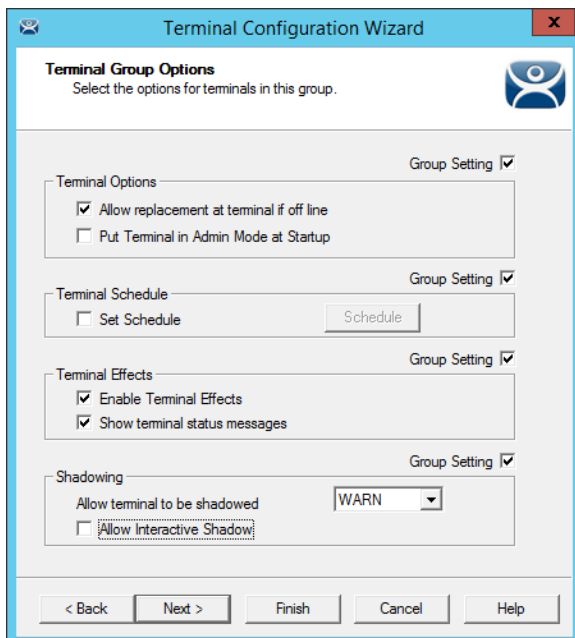 Terminal Configuration Wizard
x
Terminal Group Options
Select the options for terminals in this group.
Group Setting
Terminal Options
Allow replacement at terminal if off line
Put Terminal in Admin Mode at Startup
Group Setting
Terminal Schedule
Set Schedule
Schedule
Group Setting
Terminal Effects
Enable Terminal Effects
Show terminal status messages
Group Setting
Shadowing
Allow terminal to be shadowed
WARN
Allow Interactive Shadow
< Back
Next >
Finish
Cancel
Help